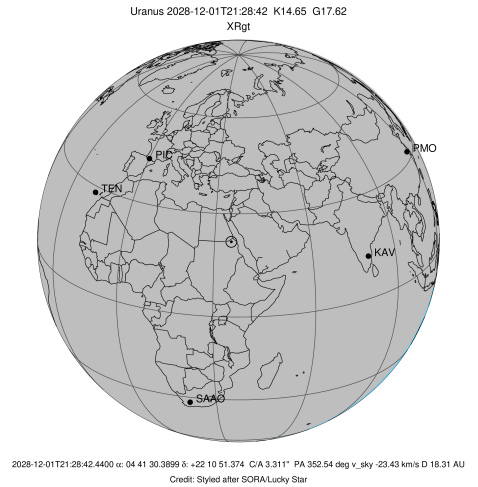 Uranus 2028-12-01T21:28:42 K14.65 G17.62
XRgt
PMO
PIC
TEN
KAV
SAAO
2028-12-01T21:28:42.4400 α: 04 41 30.3899 δ: +22 10 51.374 C/A 3.311" PA 352.54 deg v_sky -23.43 km/s D 18.31 AU
Credit: Styled after SORA/Lucky Star